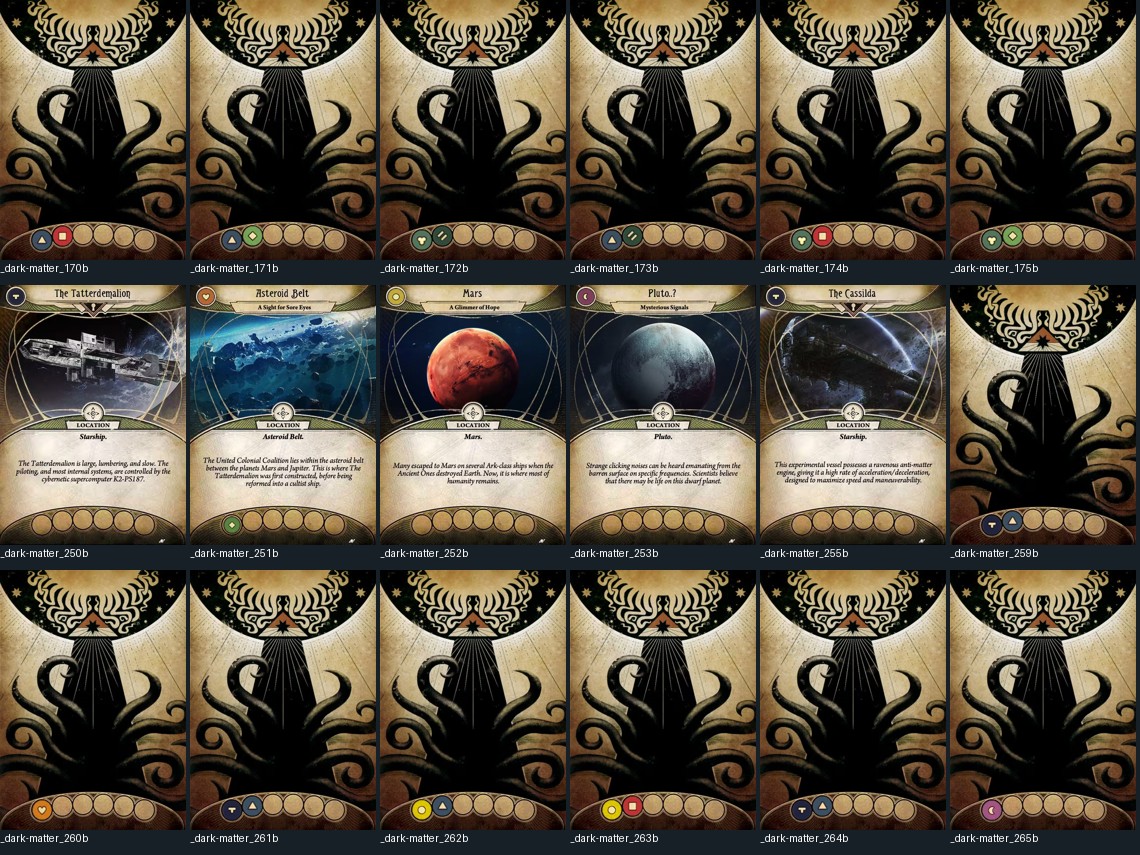 _dark-matter_170b
_dark-matter_171b
_dark-matter_172b
_dark-matter_173b
_dark-matter_174b
_dark-matter_175b
The Tatterdemalion
LOCATION
Starship.
The Tatterdemalion is large, lumbering, and slow. The
piloting, and most internal systems, are controlled by the
cybernetic supercomputer K2-PS187.
_dark-matter_250b
Asteroid Belt
A Sight for Sore Eyes
LOCATION
Asteroid Belt.
The United Colonial Coalition lies within the asteroid belt
between the planets Mars and Jupiter. This is where The
Tatterdemalion was first constructed, before being
reformed into a cultist ship.
_dark-matter_251b
Mars
A Glimmer of Hope
LOCATION
Mars.
Many escaped to Mars on several Ark-class ships when the
Ancient Ones destroyed Earth. Now, it is where most of
humanity remains.
_dark-matter_252b
Pluto..?
Mysterious Signals
LOCATION
Pluto.
Strange clicking noises can be heard emanating from the
barren surface on specific frequencies. Scientists believe
that there may be life on this dwarf planet.
_dark-matter_253b
The Cassilda
LOCATION
Starship.
This experimental vessel possesses a ravenous anti-matter
engine, giving it a high rate of acceleration/deceleration,
designed to maximize speed and maneuverability.
_dark-matter_255b
_dark-matter_259b
_dark-matter_260b
_dark-matter_261b
_dark-matter_262b
_dark-matter_263b
_dark-matter_264b
_dark-matter_265b